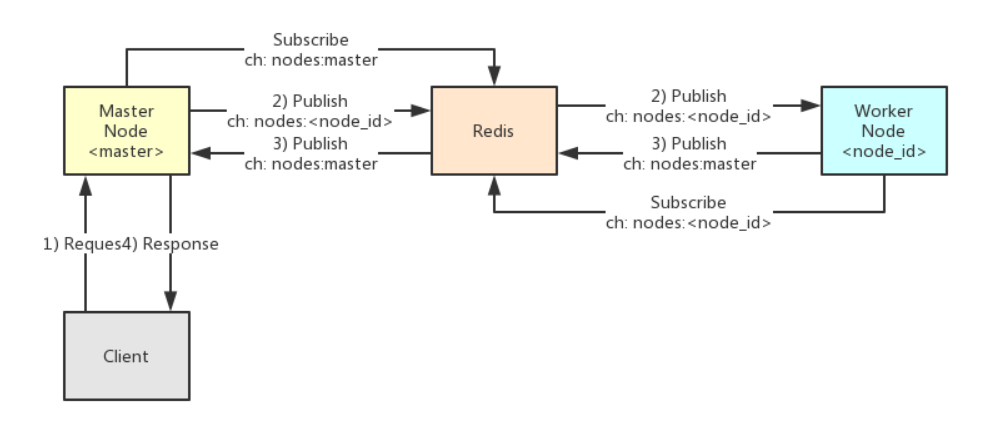 Subscribe
ch: nodes:master
Master
Node
<master>
2) Publish
ch: nodes:<node_id>
3) Publish
ch: nodes:master
Redis
2) Publish
ch: nodes:<node_id>
3) Publish
ch: nodes:master
Worker
Node
<node_id>
Subscribe
ch: nodes:<node_id>
1) Reques4) Response
Client